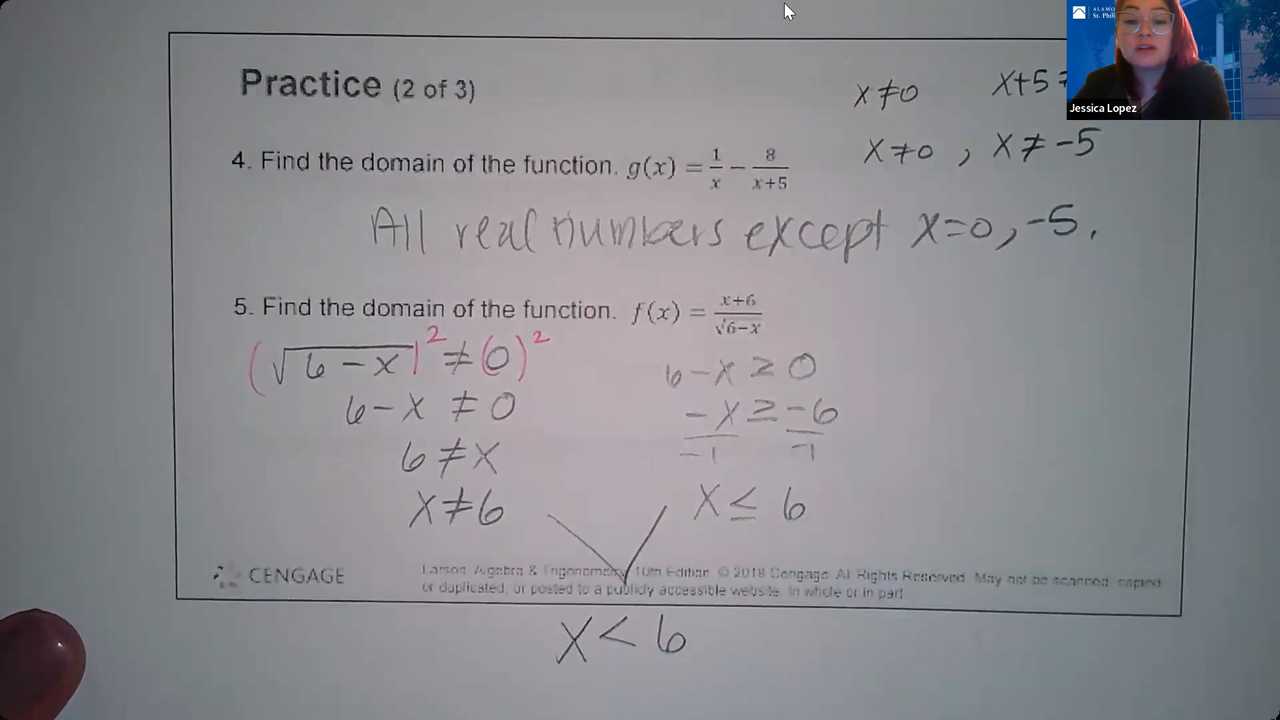 ALAMO
St. Phili
Jessica Lopez
Practice (2 of 3)
x≠0 x+5≠
x≠0, x≠-5
4. Find the domain of the function. g(x) = 1/x − 8/(x+5)
All real numbers except x=0,-5.
5. Find the domain of the function. f(x) = (x+6)/√(6−x)
(√(6-x))² ≠ (0)²
6-x ≥ 0
6-x ≠ 0
-x ≥ -6
6≠x
-1 -1
x≠6
x ≤ 6
CENGAGE
Larson, Algebra & Trigonometry, 10th Edition. © 2018 Cengage. All Rights Reserved. May not be scanned, copied
or duplicated, or posted to a publicly accessible website, in whole or in part.
x < 6